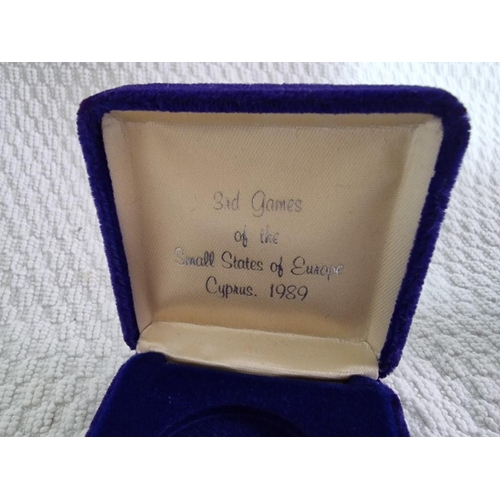 3rd Games
of the
Small States of Europe
Cyprus. 1989